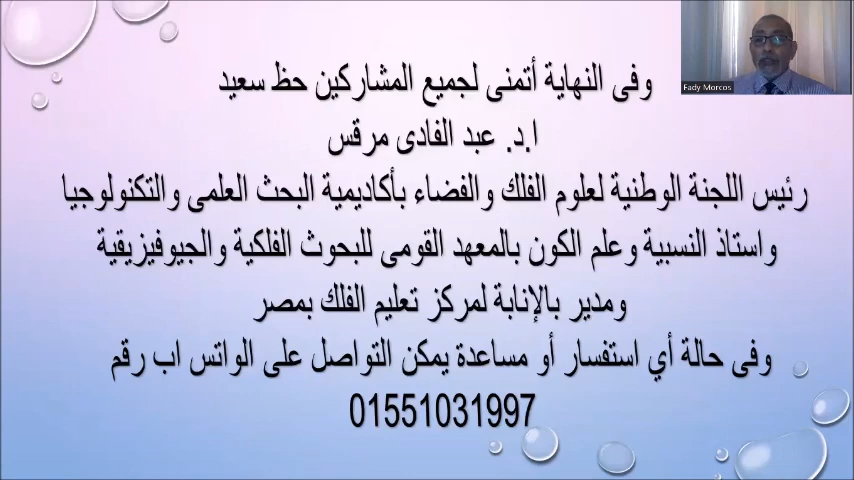 Fady Morcos
وفى النهاية أتمنى لجميع المشاركين حظ سعيد
ا.د. عبد الفادى مرقس
رئيس اللجنة الوطنية لعلوم الفلك والفضاء بأكاديمية البحث العلمى والتكنولوجيا
واستاذ النسبية وعلم الكون بالمعهد القومى للبحوث الفلكية والجيوفيزيقية
ومدير بالإنابة لمركز تعليم الفلك بمصر
وفى حالة أي استفسار أو مساعدة يمكن التواصل على الواتس اب رقم
01551031997